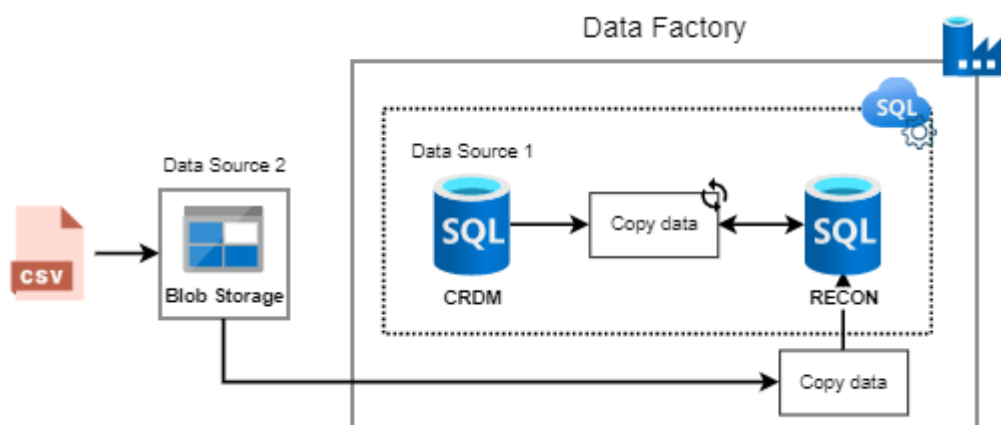 Data Factory
SQL
Data Source 1
Data Source 2
SQL
Copy data
SQL
CSV
Blob Storage
CRDM
RECON
Copy data